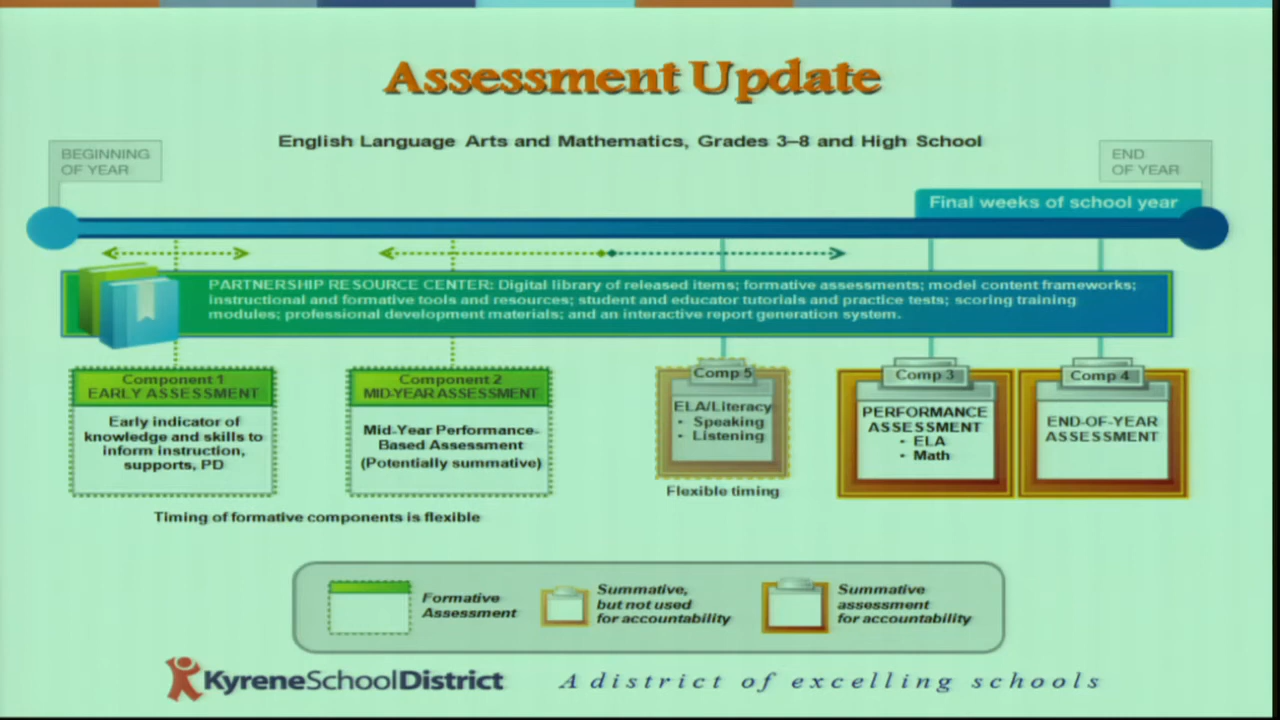 Assessment Update
English Language Arts and Mathematics, Grades 3–8 and High School
BEGINNING
OF YEAR
END
OF YEAR
Final weeks of school year
PARTNERSHIP RESOURCE CENTER: Digital library of released items; formative assessments; model content frameworks;
instructional and formative tools and resources; student and educator tutorials and practice tests; scoring training
modules; professional development materials; and an interactive report generation system.
Component 1
EARLY ASSESSMENT
Early indicator of
knowledge and skills to
inform instruction,
supports, PD
Component 2
MID-YEAR ASSESSMENT
Mid-Year Performance-
Based Assessment
(Potentially summative)
Timing of formative components is flexible
Comp 5
ELA/Literacy
• Speaking
• Listening
Flexible timing
Comp 3
PERFORMANCE
ASSESSMENT
• ELA
• Math
Comp 4
END-OF-YEAR
ASSESSMENT
Formative
Assessment
Summative,
but not used
for accountability
Summative
assessment
for accountability
KyreneSchoolDistrict
A district of excelling schools